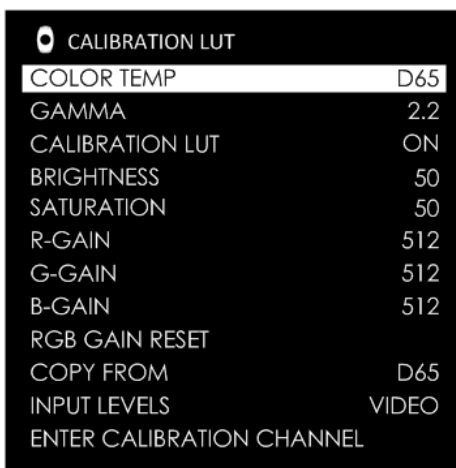 CALIBRATION LUT
COLOR TEMP D65
GAMMA 2.2
CALIBRATION LUT ON
BRIGHTNESS 50
SATURATION 50
R-GAIN 512
G-GAIN 512
B-GAIN 512
RGB GAIN RESET
COPY FROM D65
INPUT LEVELS VIDEO
ENTER CALIBRATION CHANNEL